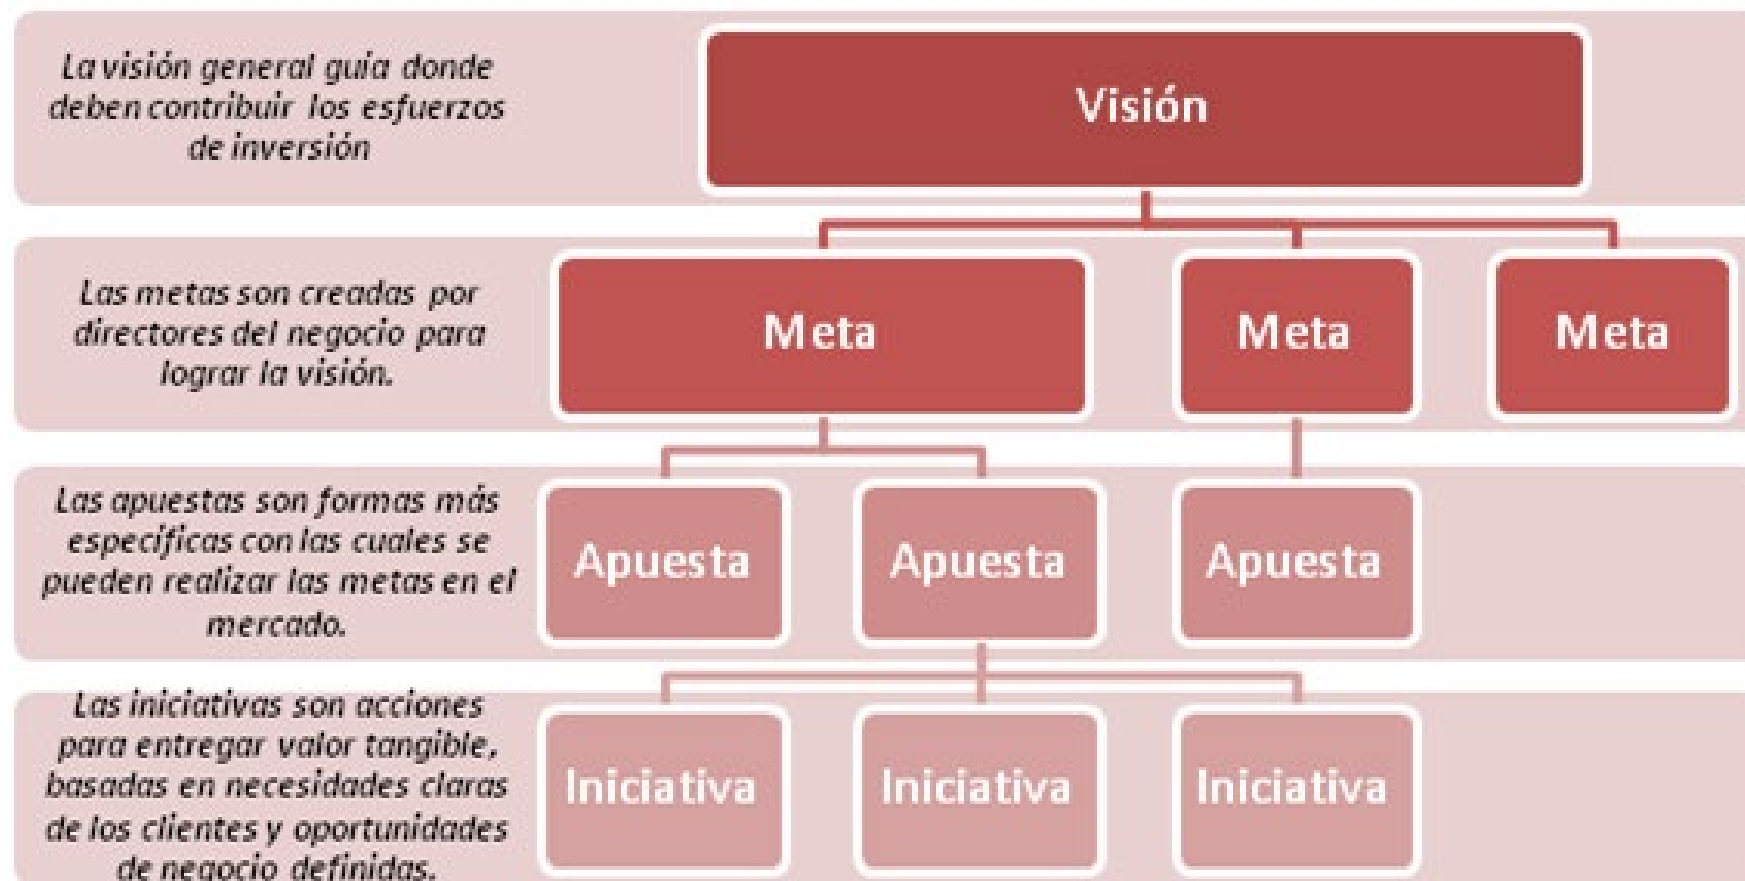 La visión general guía donde
deben contribuir los esfuerzos
de inversión
Visión
Las metas son creadas por
directores del negocio para
lograr la visión.
Meta
Meta
Meta
Las apuestas son formas más
específicas con las cuales se
pueden realizar las metas en el
mercado.
Apuesta
Apuesta
Apuesta
Las iniciativas son acciones
para entregar valor tangible,
basadas en necesidades claras
de los clientes y oportunidades
de negocio definidas.
Iniciativa
Iniciativa
Iniciativa